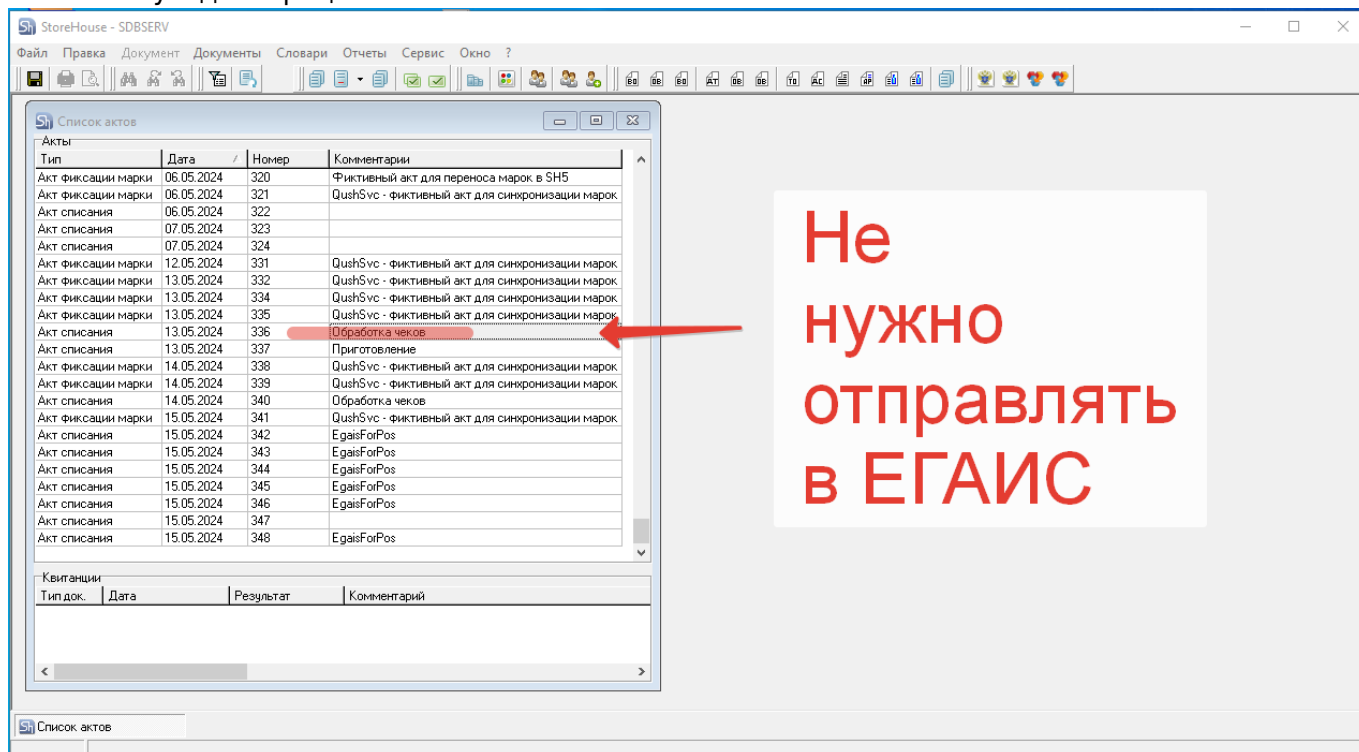 StoreHouse - SDBSERV
Файл Правка Документ Документы Словари Отчеты Сервис Окно ?
Список актов
Акты
Тип Дата / Номер Комментарии
Акт фиксации марки 06.05.2024 320 Фиктивный акт для переноса марок в SH5
Акт фиксации марки 06.05.2024 321 QushSvc - фиктивный акт для синхронизации марок
Акт списания 06.05.2024 322
Акт списания 07.05.2024 323
Акт списания 07.05.2024 324
Акт фиксации марки 12.05.2024 331 QushSvc - фиктивный акт для синхронизации марок
Акт фиксации марки 13.05.2024 332 QushSvc - фиктивный акт для синхронизации марок
Акт фиксации марки 13.05.2024 334 QushSvc - фиктивный акт для синхронизации марок
Акт фиксации марки 13.05.2024 335 QushSvc - фиктивный акт для синхронизации марок
Акт списания 13.05.2024 336 Обработка чеков
Акт списания 13.05.2024 337 Приготовление
Акт фиксации марки 14.05.2024 338 QushSvc - фиктивный акт для синхронизации марок
Акт фиксации марки 14.05.2024 339 QushSvc - фиктивный акт для синхронизации марок
Акт списания 14.05.2024 340 Обработка чеков
Акт фиксации марки 15.05.2024 341 QushSvc - фиктивный акт для синхронизации марок
Акт списания 15.05.2024 342 EgaisForPos
Акт списания 15.05.2024 343 EgaisForPos
Акт списания 15.05.2024 344 EgaisForPos
Акт списания 15.05.2024 345 EgaisForPos
Акт списания 15.05.2024 346 EgaisForPos
Акт списания 15.05.2024 347
Акт списания 15.05.2024 348 EgaisForPos
Квитанции
Тип док. Дата Результат Комментарий
Список актов
Не
нужно
отправлять
в ЕГАИС